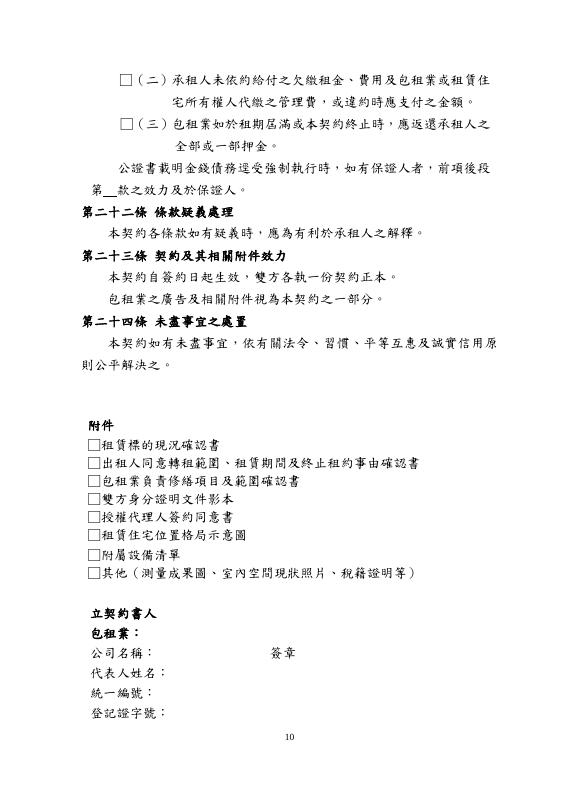 □（二）承租人未依約給付之欠繳租金、費用及包租業或租賃住
宅所有權人代繳之管理費，或違約時應支付之金額。
□（三）包租業如於租期屆滿或本契約終止時，應返還承租人之
全部或一部押金。
公證書載明金錢債務逕受強制執行時，如有保證人者，前項後段
第__款之效力及於保證人。
第二十二條 條款疑義處理
本契約各條款如有疑義時，應為有利於承租人之解釋。
第二十三條 契約及其相關附件效力
本契約自簽約日起生效，雙方各執一份契約正本。
包租業之廣告及相關附件視為本契約之一部分。
第二十四條 未盡事宜之處置
本契約如有未盡事宜，依有關法令、習慣、平等互惠及誠實信用原
則公平解決之。
附件
□租賃標的現況確認書
□出租人同意轉租範圍、租賃期間及終止租約事由確認書
□包租業負責修繕項目及範圍確認書
□雙方身分證明文件影本
□授權代理人簽約同意書
□租賃住宅位置格局示意圖
□附屬設備清單
□其他（測量成果圖、室內空間現狀照片、稅籍證明等）
立契約書人
包租業：
公司名稱： 簽章
代表人姓名：
統一編號：
登記證字號：
10